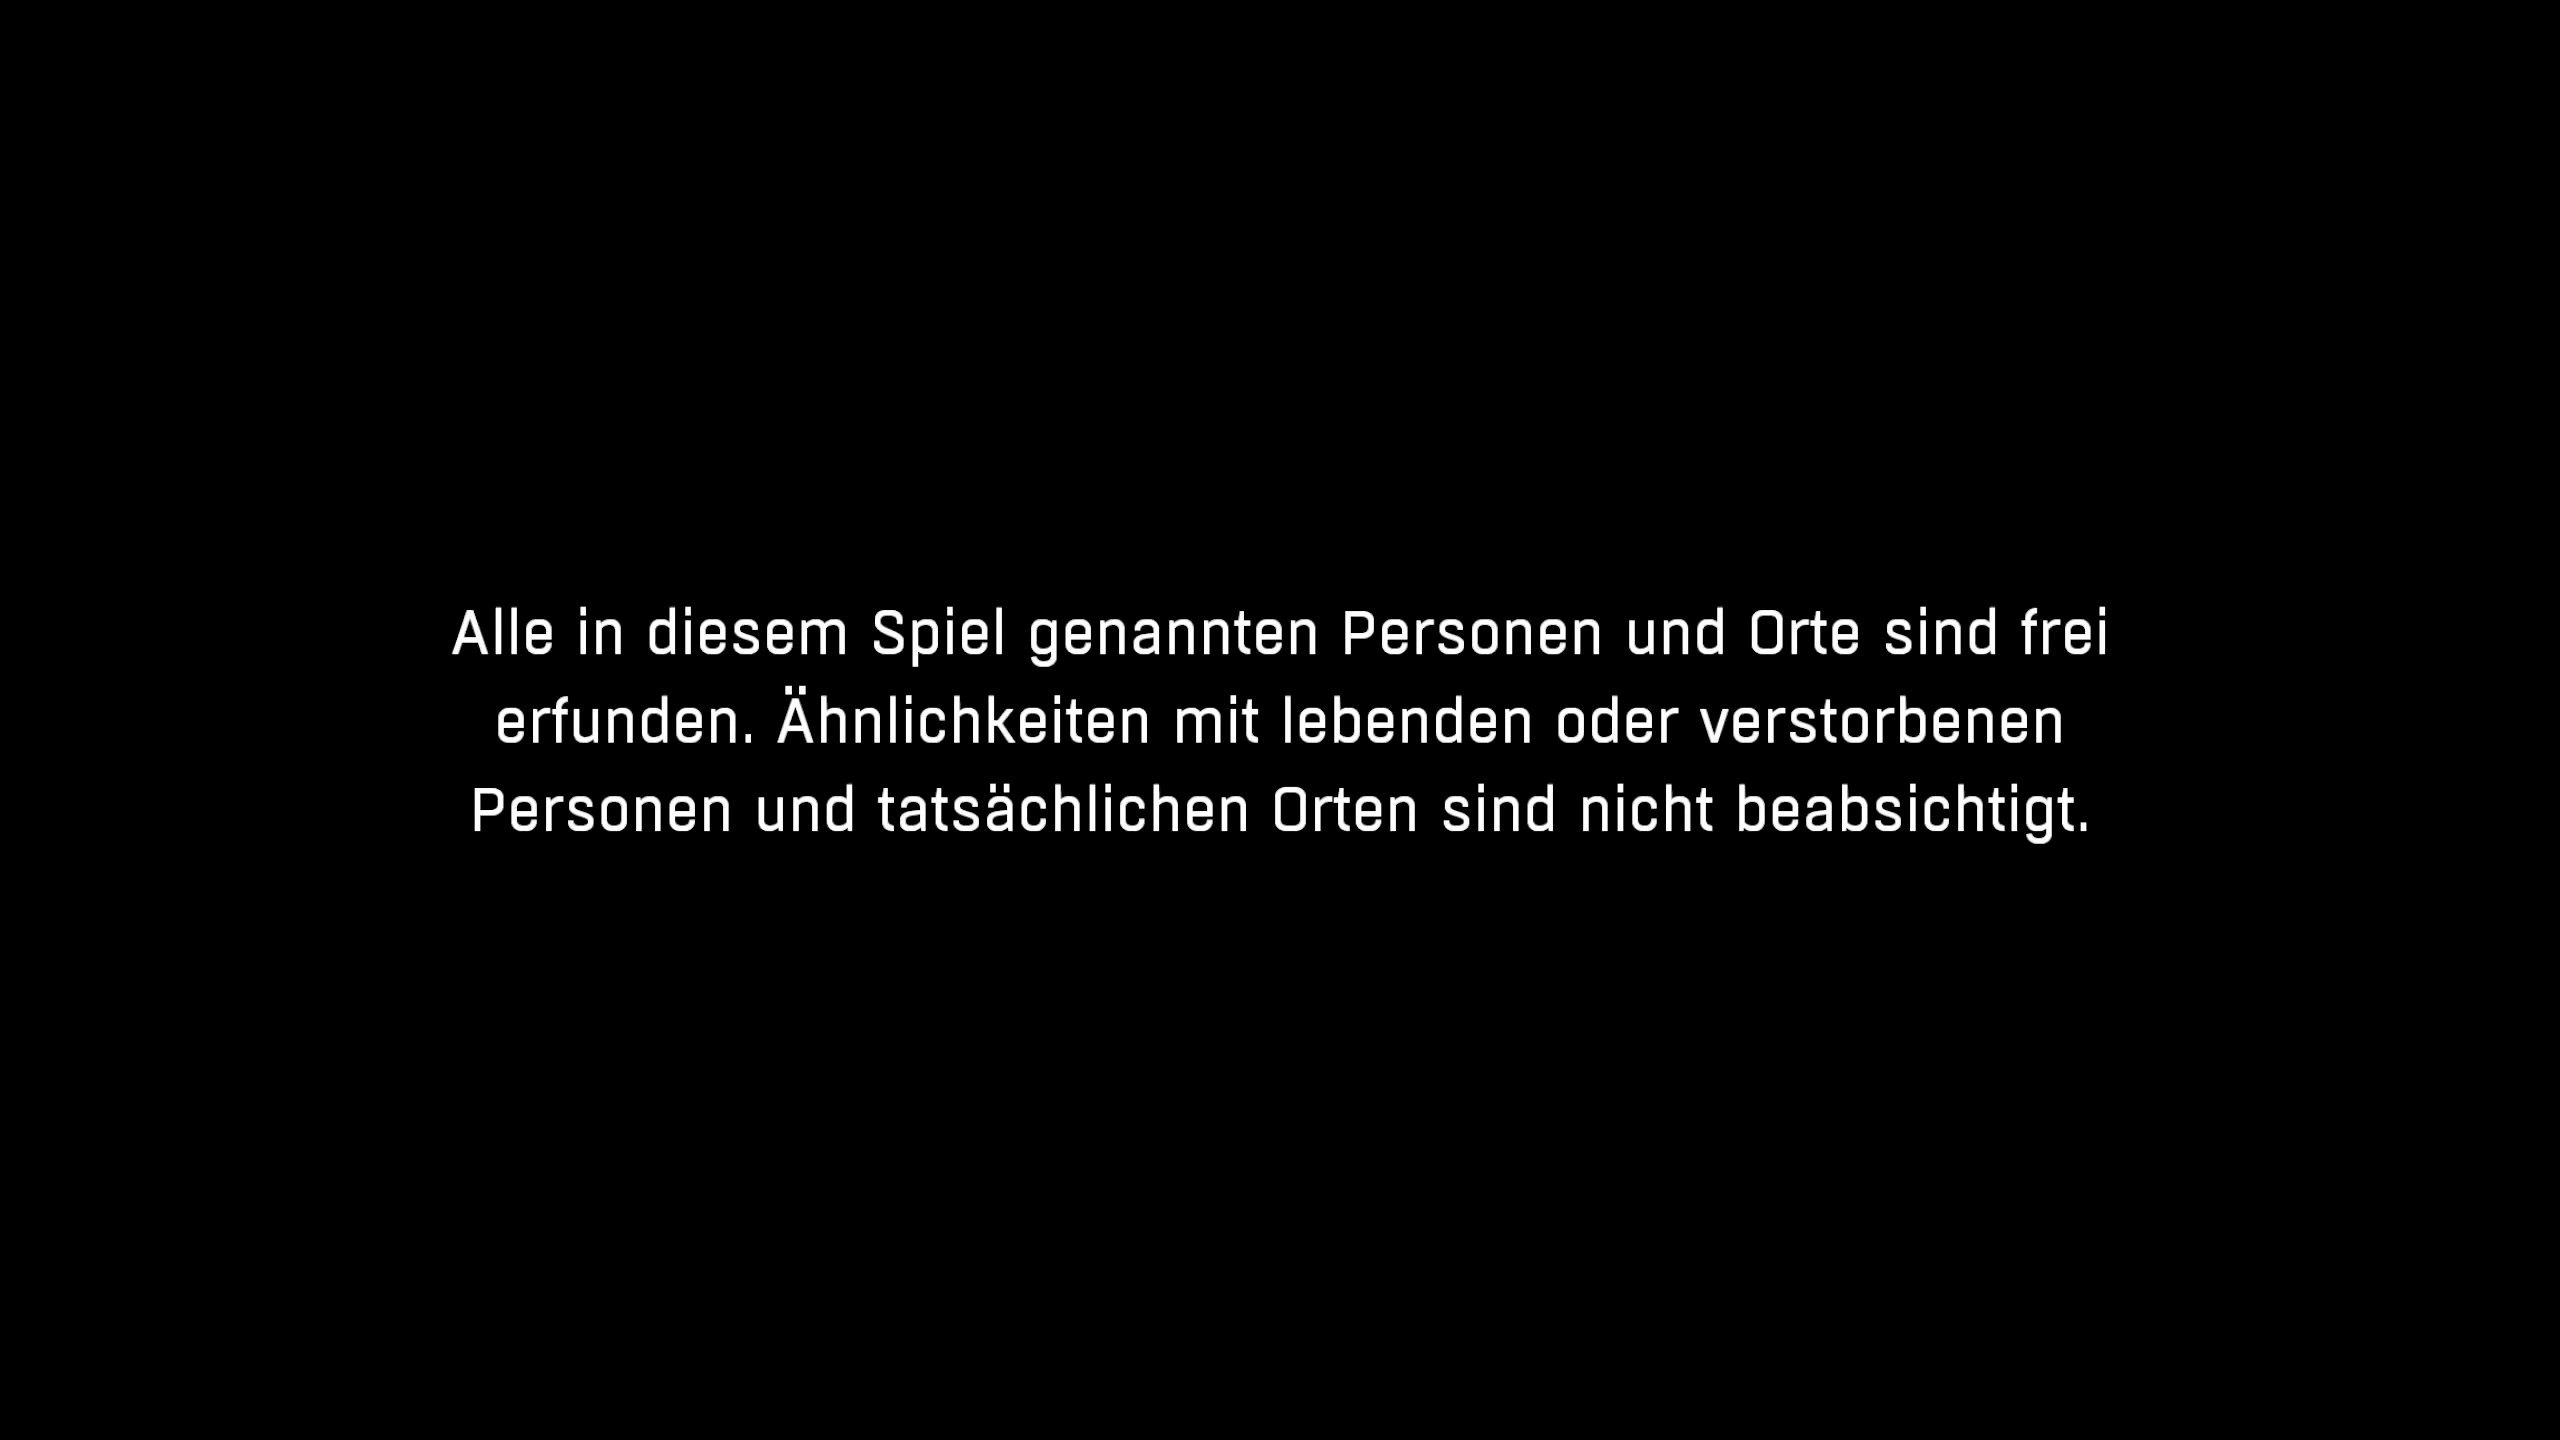 Alle in diesem Spiel genannten Personen und Orte sind frei
erfunden. Ähnlichkeiten mit lebenden oder verstorbenen
Personen und tatsächlichen Orten sind nicht beabsichtigt.